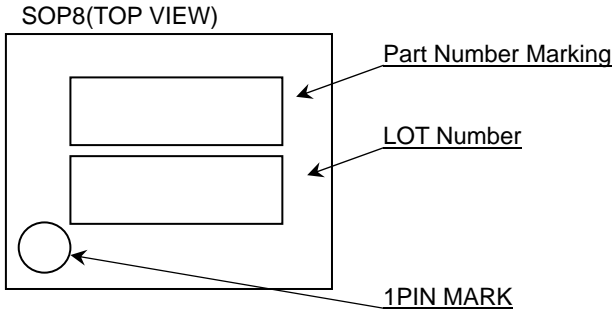 SOP8(TOP VIEW)
Part Number Marking
LOT Number
1PIN MARK